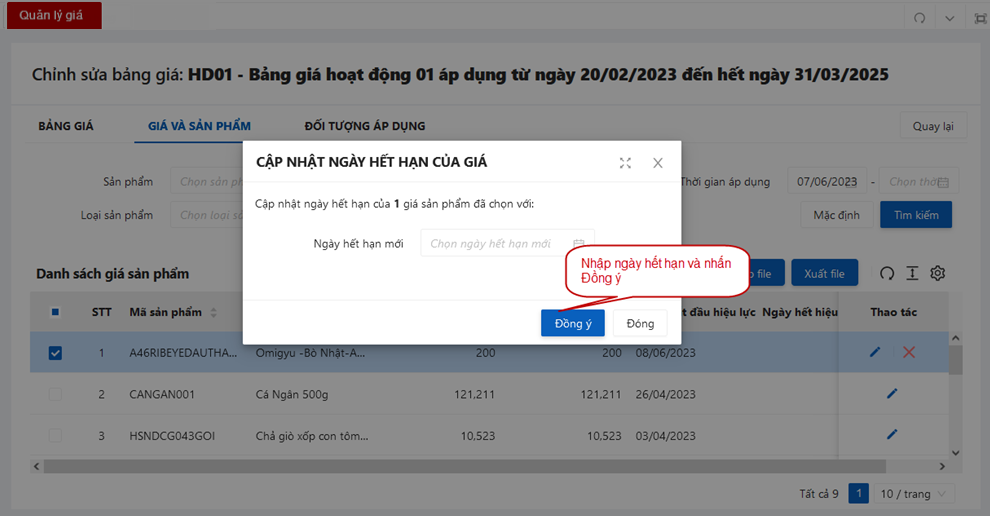 Quản lý giá
Chỉnh sửa bảng giá: HD01 - Bảng giá hoạt động 01 áp dụng từ ngày 20/02/2023 đến hết ngày 31/03/2025
BẢNG GIÁ GIÁ VÀ SẢN PHẨM ĐỐI TƯỢNG ÁP DỤNG Quay lại
CẬP NHẬT NGÀY HẾT HẠN CỦA GIÁ
Sản phẩm Chọn sản Thời gian áp dụng 07/06/2023 - Chọn
Cập nhật ngày hết hạn của 1 giá sản phẩm đã chọn với:
Loại sản phẩm Chọn loại Mặc định Tìm kiếm
Ngày hết hạn mới Chọn ngày hết hạn mới
Nhập ngày hết hạn và nhấn
Đồng ý
Danh sách giá sản phẩm file Xuất file
STT Mã sản phẩm đầu hiệu lực Ngày hết hiệu Thao tác
Đồng ý Đóng
1 A46RIBEYEDAUTHA... Omigyu -Bò Nhật-A... 200 200 08/06/2023
2 CANGAN001 Cá Ngân 500g 121,211 121,211 26/04/2023
3 HSNDCG043GOI Chả giò xốp con tôm... 10,523 10,523 03/04/2023
Tất cả 9 1 10 / trang